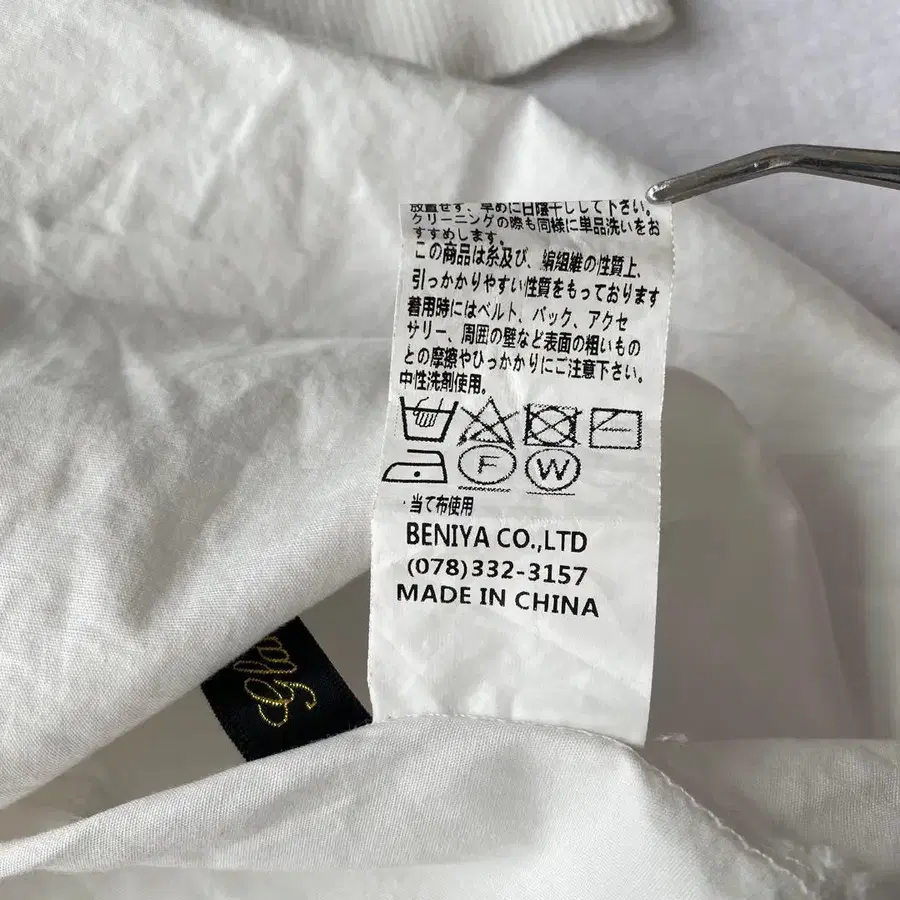 放置せず、早めに日陰干しして下さい。
クリーニングの際も同様に単品洗いをお
すすめします。
この商品は糸及び、編組織の性質上、
引っかかりやすい性質をもっております
着用時にはベルト、バック、アクセ
サリー、周囲の壁など表面の粗いもの
との摩擦やひっかかりにご注意下さい。
中性洗剤使用。
F
W
・当て布使用
BENIYA CO.,LTD
(078)332-3157
MADE IN CHINA